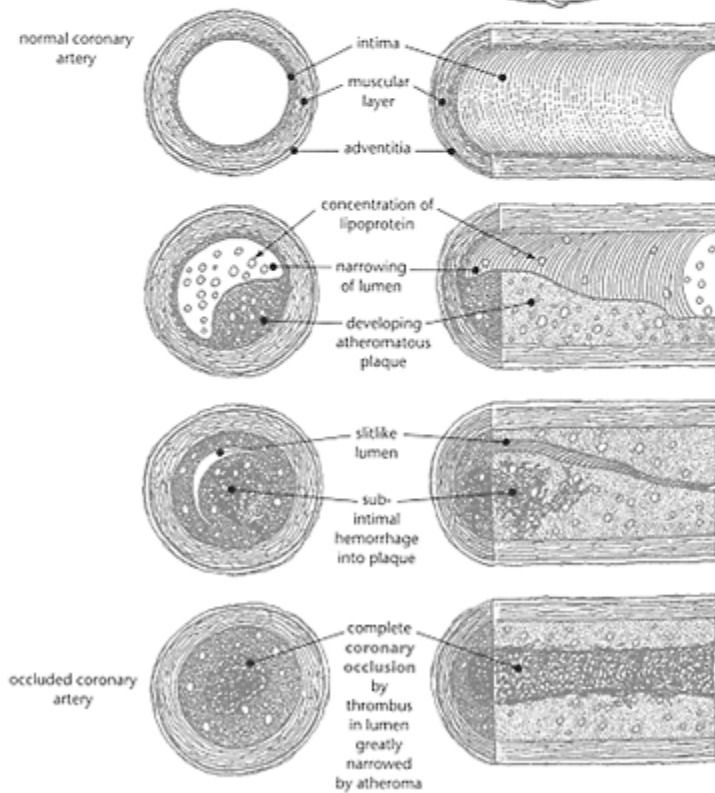 normal coronary
artery
intima
muscular
layer
adventitia
concentration of
lipoprotein
narrowing
of lumen
developing
atheromatous
plaque
slitlike
lumen
sub-
intimal
hemorrhage
into plaque
occluded coronary
artery
complete
coronary
occlusion
by
thrombus
in lumen
greatly
narrowed
by atheroma